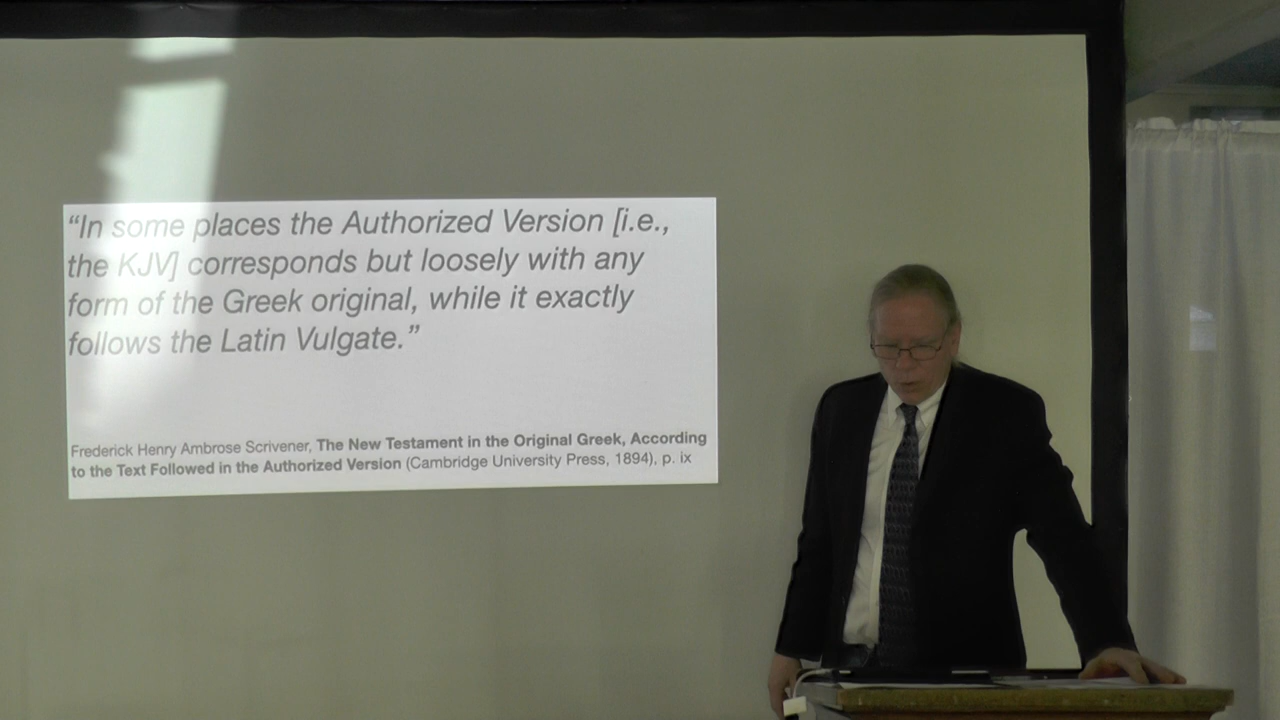 “In some places the Authorized Version [i.e.,
the KJV] corresponds but loosely with any
form of the Greek original, while it exactly
follows the Latin Vulgate.”
Frederick Henry Ambrose Scrivener, The New Testament in the Original Greek, According
to the Text Followed in the Authorized Version (Cambridge University Press, 1894), p. ix